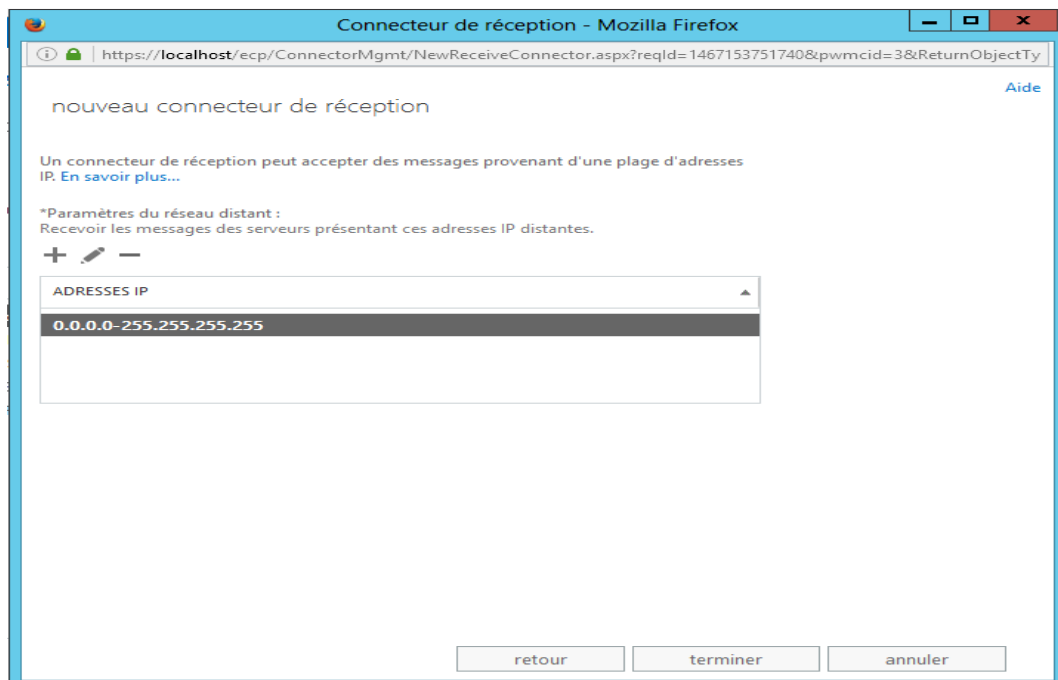 Connecteur de réception - Mozilla Firefox
https://localhost/ecp/ConnectorMgmt/NewReceiveConnector.aspx?reqId=1467153751740&pwmcid=3&ReturnObjectTy
Aide
nouveau connecteur de réception
Un connecteur de réception peut accepter des messages provenant d'une plage d'adresses
IP. En savoir plus...
*Paramètres du réseau distant :
Recevoir les messages des serveurs présentant ces adresses IP distantes.
ADRESSES IP
0.0.0.0-255.255.255.255
retour
terminer
annuler